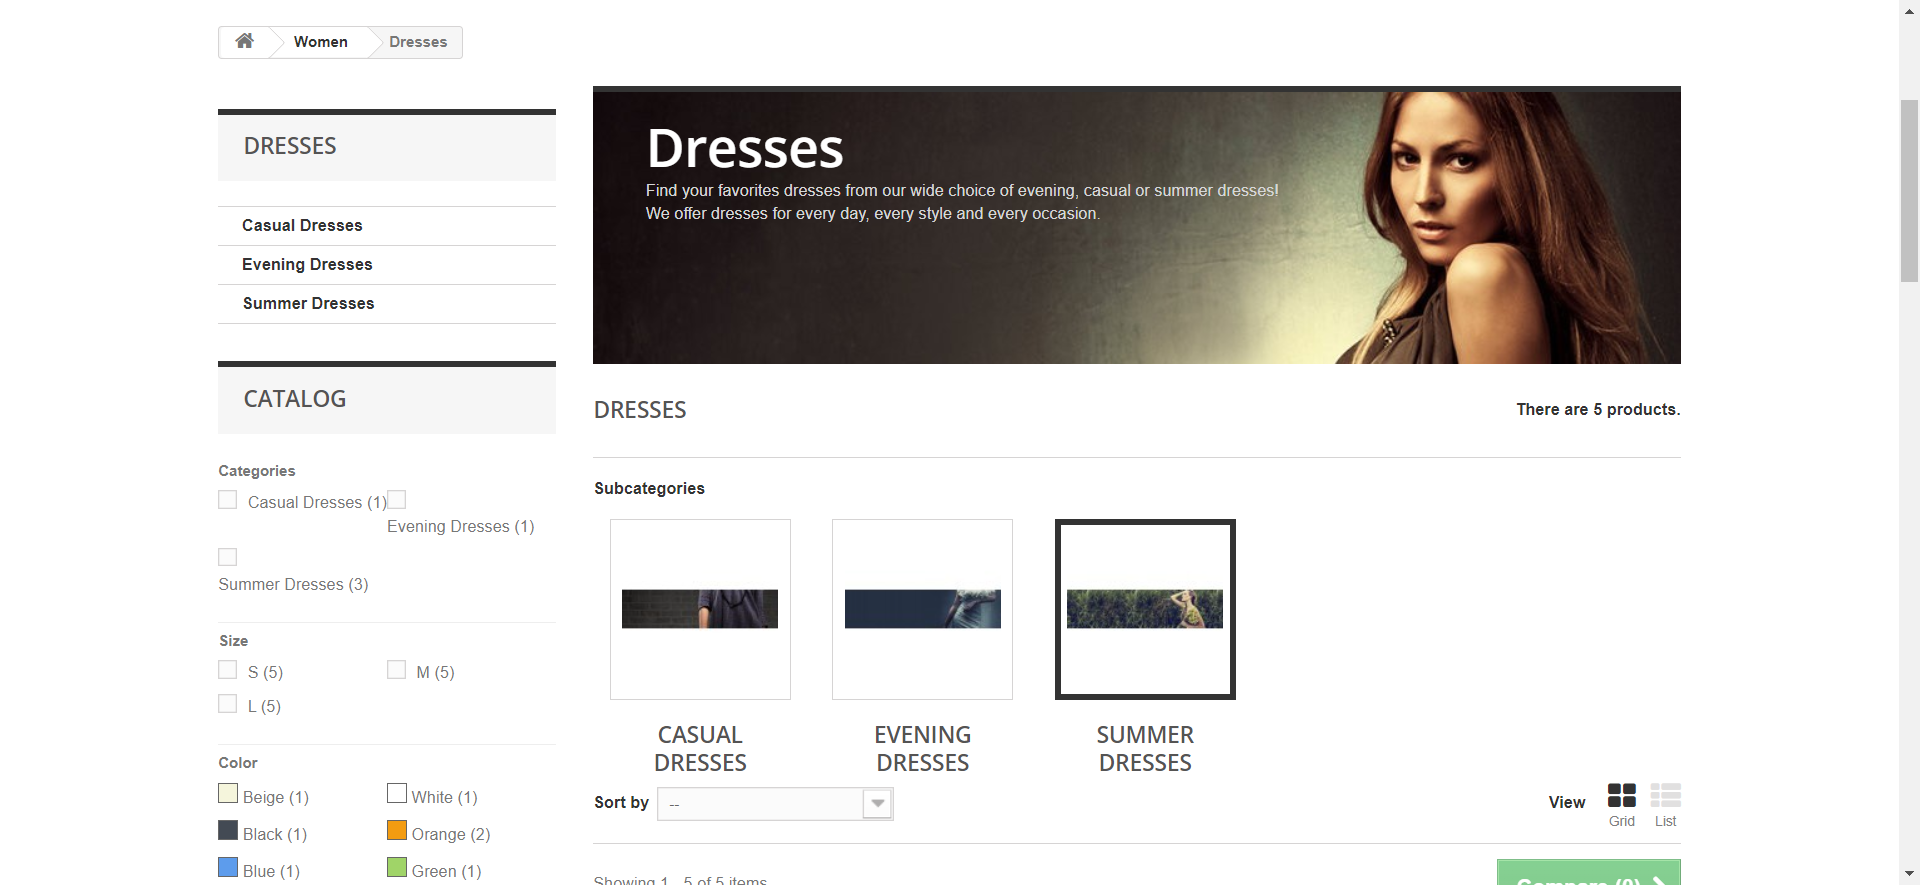 Women
Dresses
DRESSES
Casual Dresses
Evening Dresses
Summer Dresses
CATALOG
Categories
Casual Dresses (1)
Evening Dresses (1)
Summer Dresses (3)
Size
S (5)
M (5)
L (5)
Color
Beige (1)
White (1)
Black (1)
Orange (2)
Blue (1)
Green (1)
Dresses
Find your favorites dresses from our wide choice of evening, casual or summer dresses!
We offer dresses for every day, every style and every occasion.
DRESSES
There are 5 products.
Subcategories
CASUAL
DRESSES
EVENING
DRESSES
SUMMER
DRESSES
Sort by
--
View
Grid
List
Showing 1 - 5 of 5 items
Compare (0)